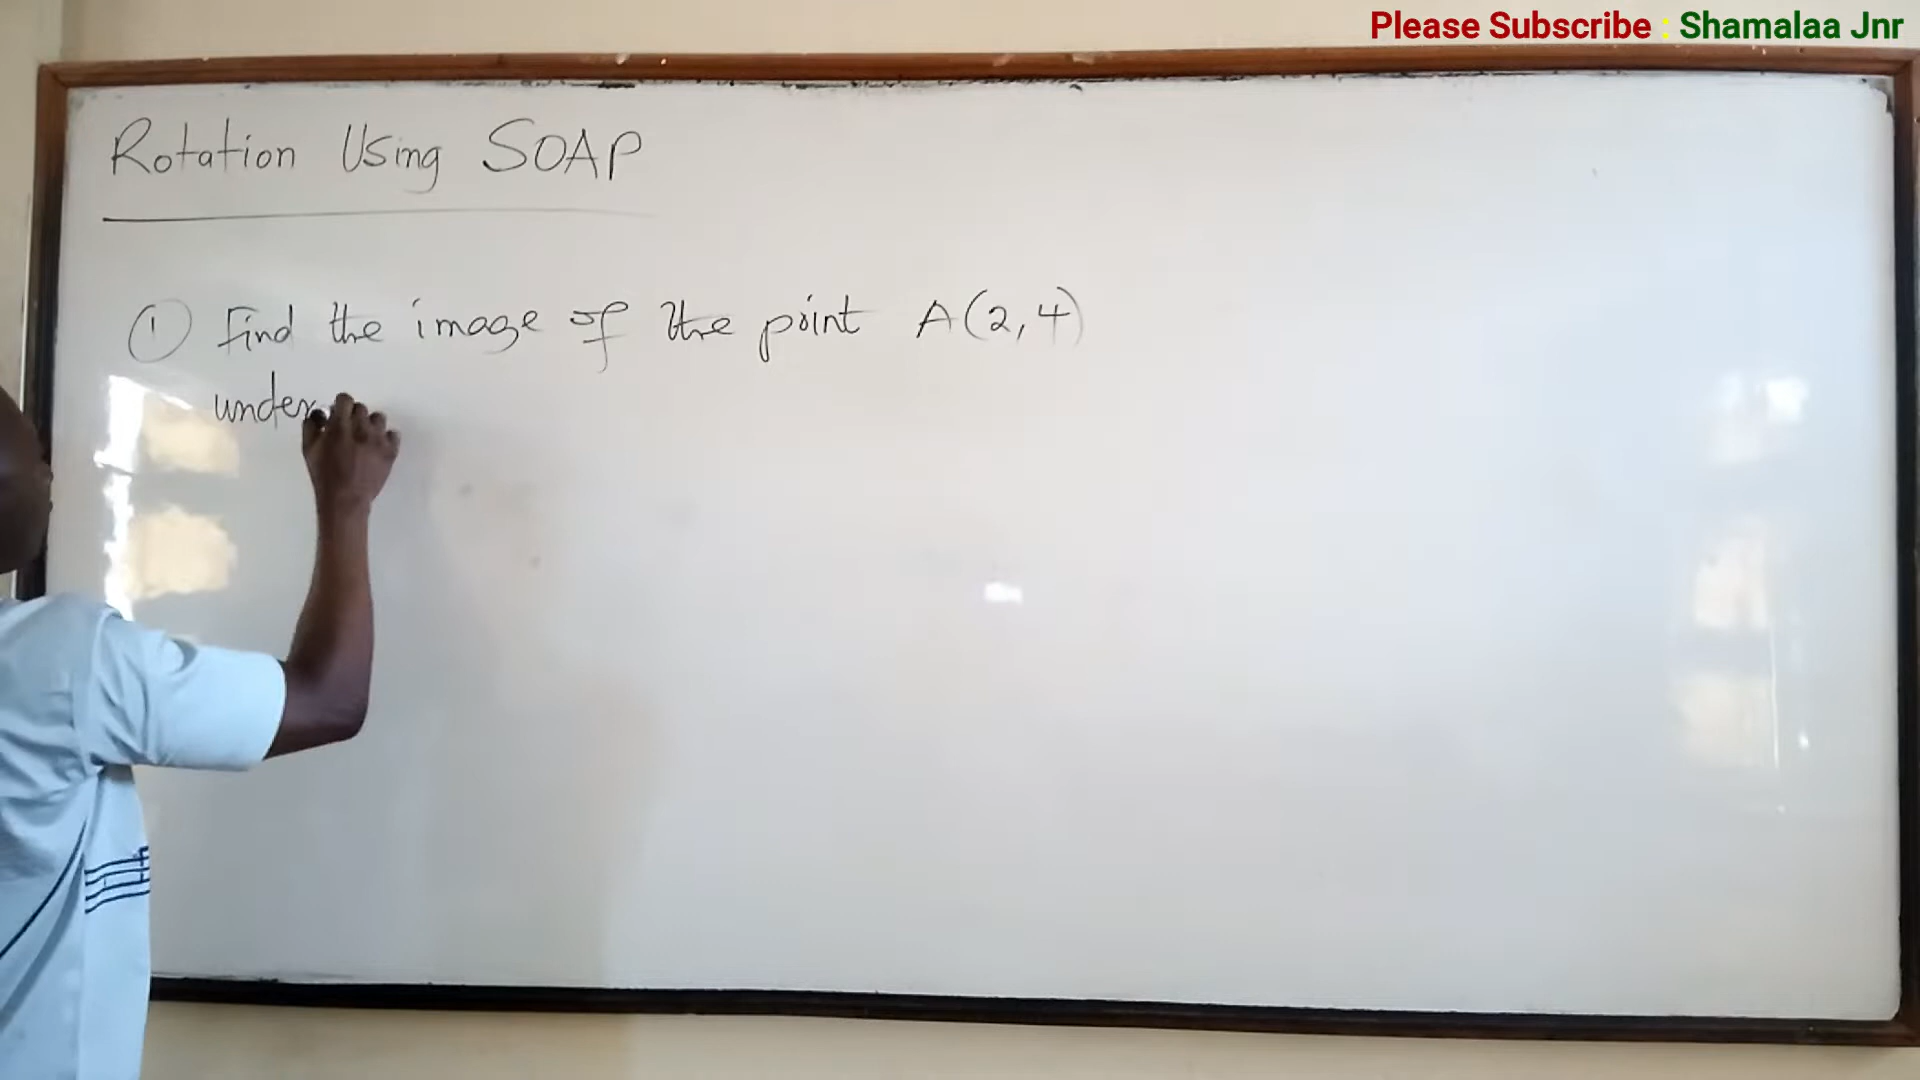 Please Subscribe : Shamalaa Jnr
Rotation Using SOAP
① Find the image of the point A(2,4)
under